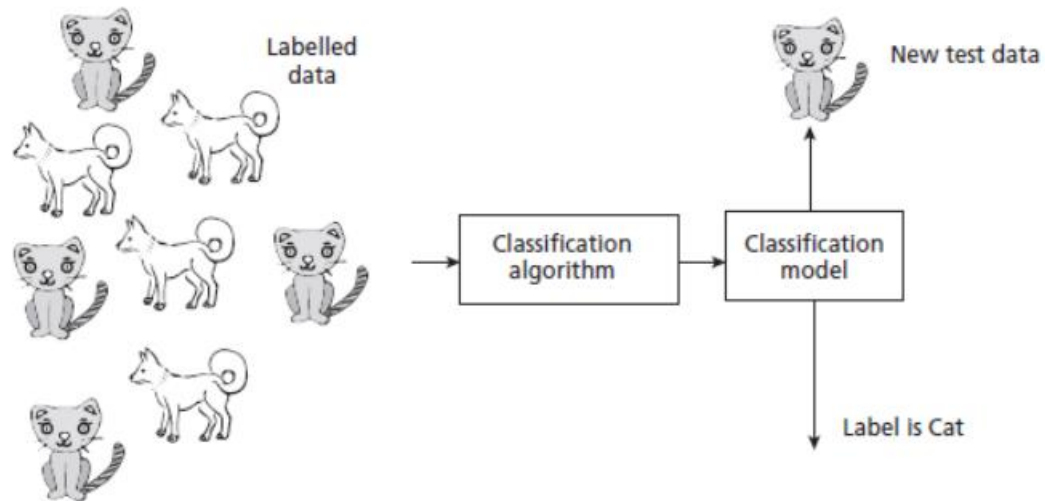 Labelled
data
New test data
Classification
algorithm
Classification
model
Label is Cat